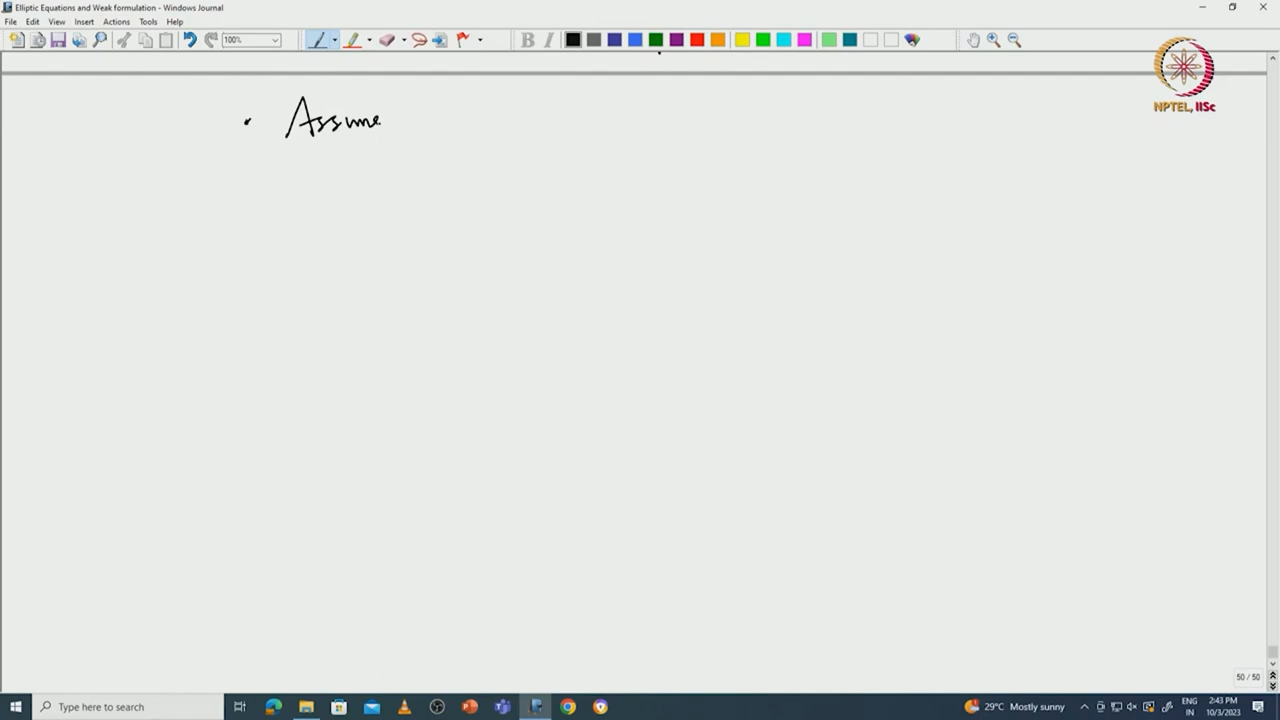 Elliptic Equations and Weak formulation - Windows Journal
File Edit View Insert Actions Tools Help
100% B I
NPTEL, IISc
• Assume
50 / 50
Type here to search
29°C Mostly sunny
ENG IN
2:43 PM
10/3/2023